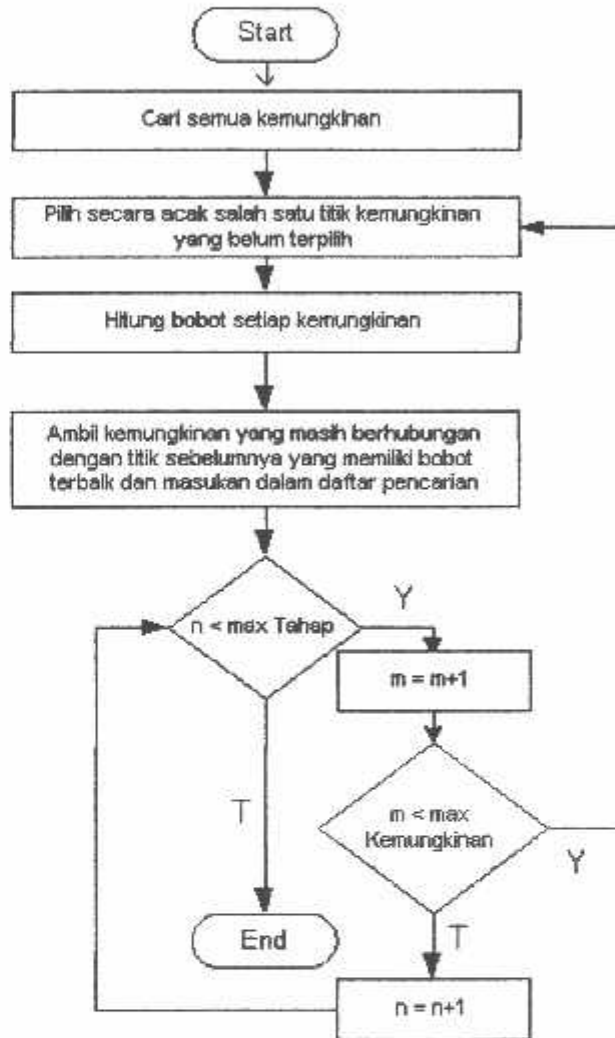 Start
Cari semua kemungkinan
Pilih secara acak salah satu titik kemungkinan
yang belum terpilih
Hitung bobot setiap kemungkinan
Ambil kemungkinan yang masih berhubungan
dengan titik sebelumnya yang memiliki bobot
terbaik dan masukan dalam daftar pencarian
n < max Tahap
Y
m = m+1
T
m < max
Kemungkinan
Y
End
T
n = n+1